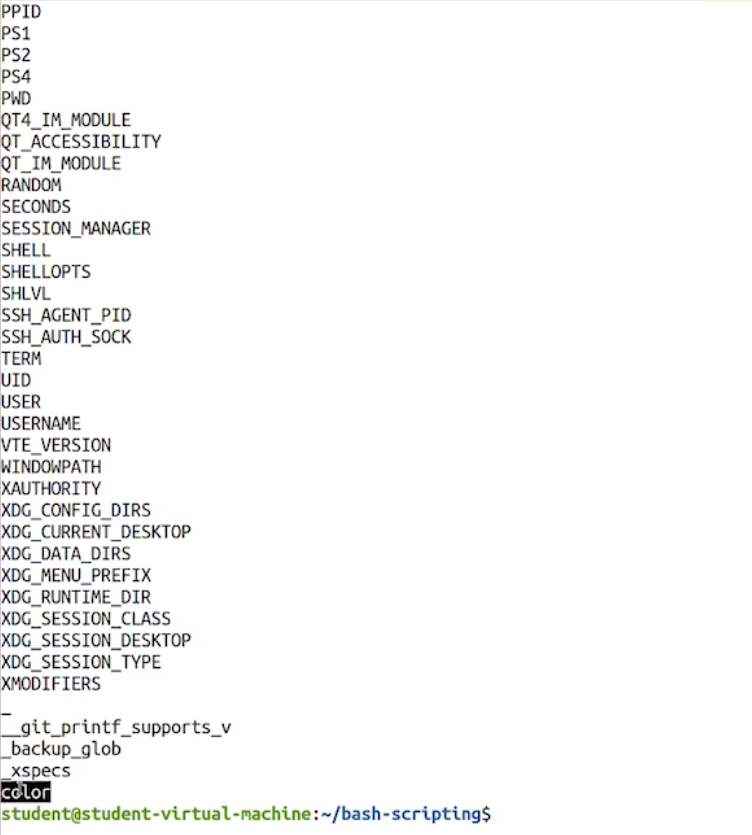 PPID
PS1
PS2
PS4
PWD
QT4_IM_MODULE
QT_ACCESSIBILITY
QT_IM_MODULE
RANDOM
SECONDS
SESSION_MANAGER
SHELL
SHELLOPTS
SHLVL
SSH_AGENT_PID
SSH_AUTH_SOCK
TERM
UID
USER
USERNAME
VTE_VERSION
WINDOWPATH
XAUTHORITY
XDG_CONFIG_DIRS
XDG_CURRENT_DESKTOP
XDG_DATA_DIRS
XDG_MENU_PREFIX
XDG_RUNTIME_DIR
XDG_SESSION_CLASS
XDG_SESSION_DESKTOP
XDG_SESSION_TYPE
XMODIFIERS
_
__git_printf_supports_v
_backup_glob
_xspecs
color
student@student-virtual-machine:~/bash-scripting$